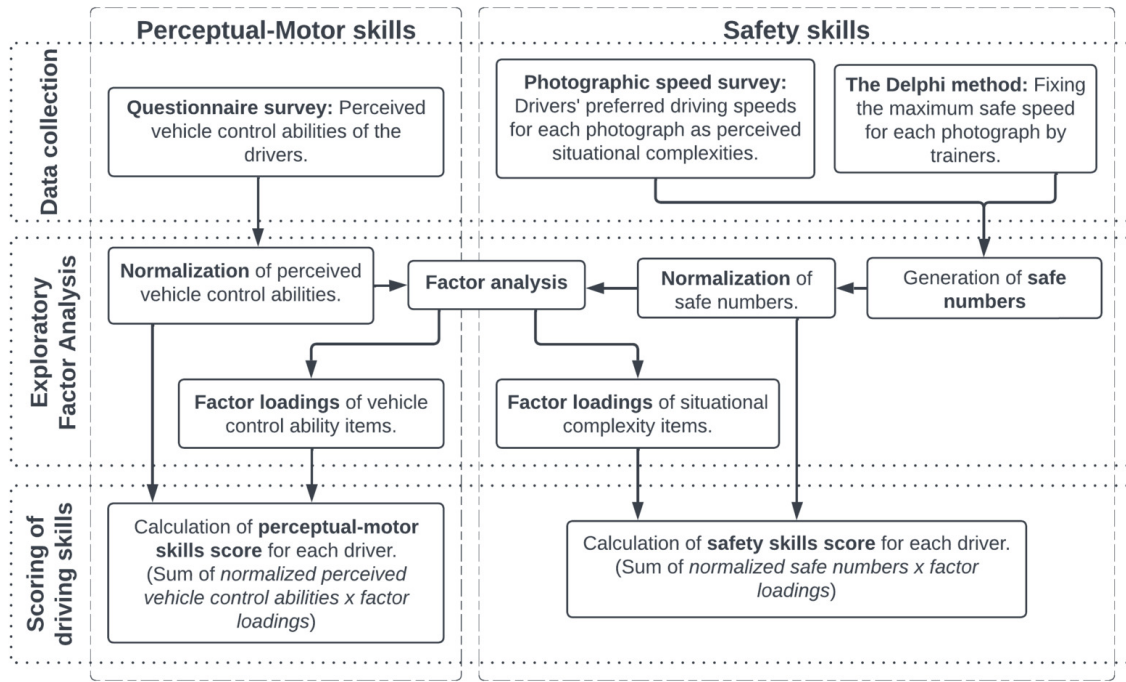 Perceptual-Motor skills
Safety skills
Data collection
Questionnaire survey: Perceived
vehicle control abilities of the
drivers.
Photographic speed survey:
Drivers' preferred driving speeds
for each photograph as perceived
situational complexities.
The Delphi method: Fixing
the maximum safe speed
for each photograph by
trainers.
Exploratory
Factor Analysis
Normalization of perceived
vehicle control abilities.
Factor analysis
Normalization of
safe numbers.
Generation of safe
numbers
Factor loadings of vehicle
control ability items.
Factor loadings of situational
complexity items.
Scoring of
driving skills
Calculation of perceptual-motor
skills score for each driver.
(Sum of normalized perceived
vehicle control abilities x factor
loadings)
Calculation of safety skills score for each driver.
(Sum of normalized safe numbers x factor
loadings)